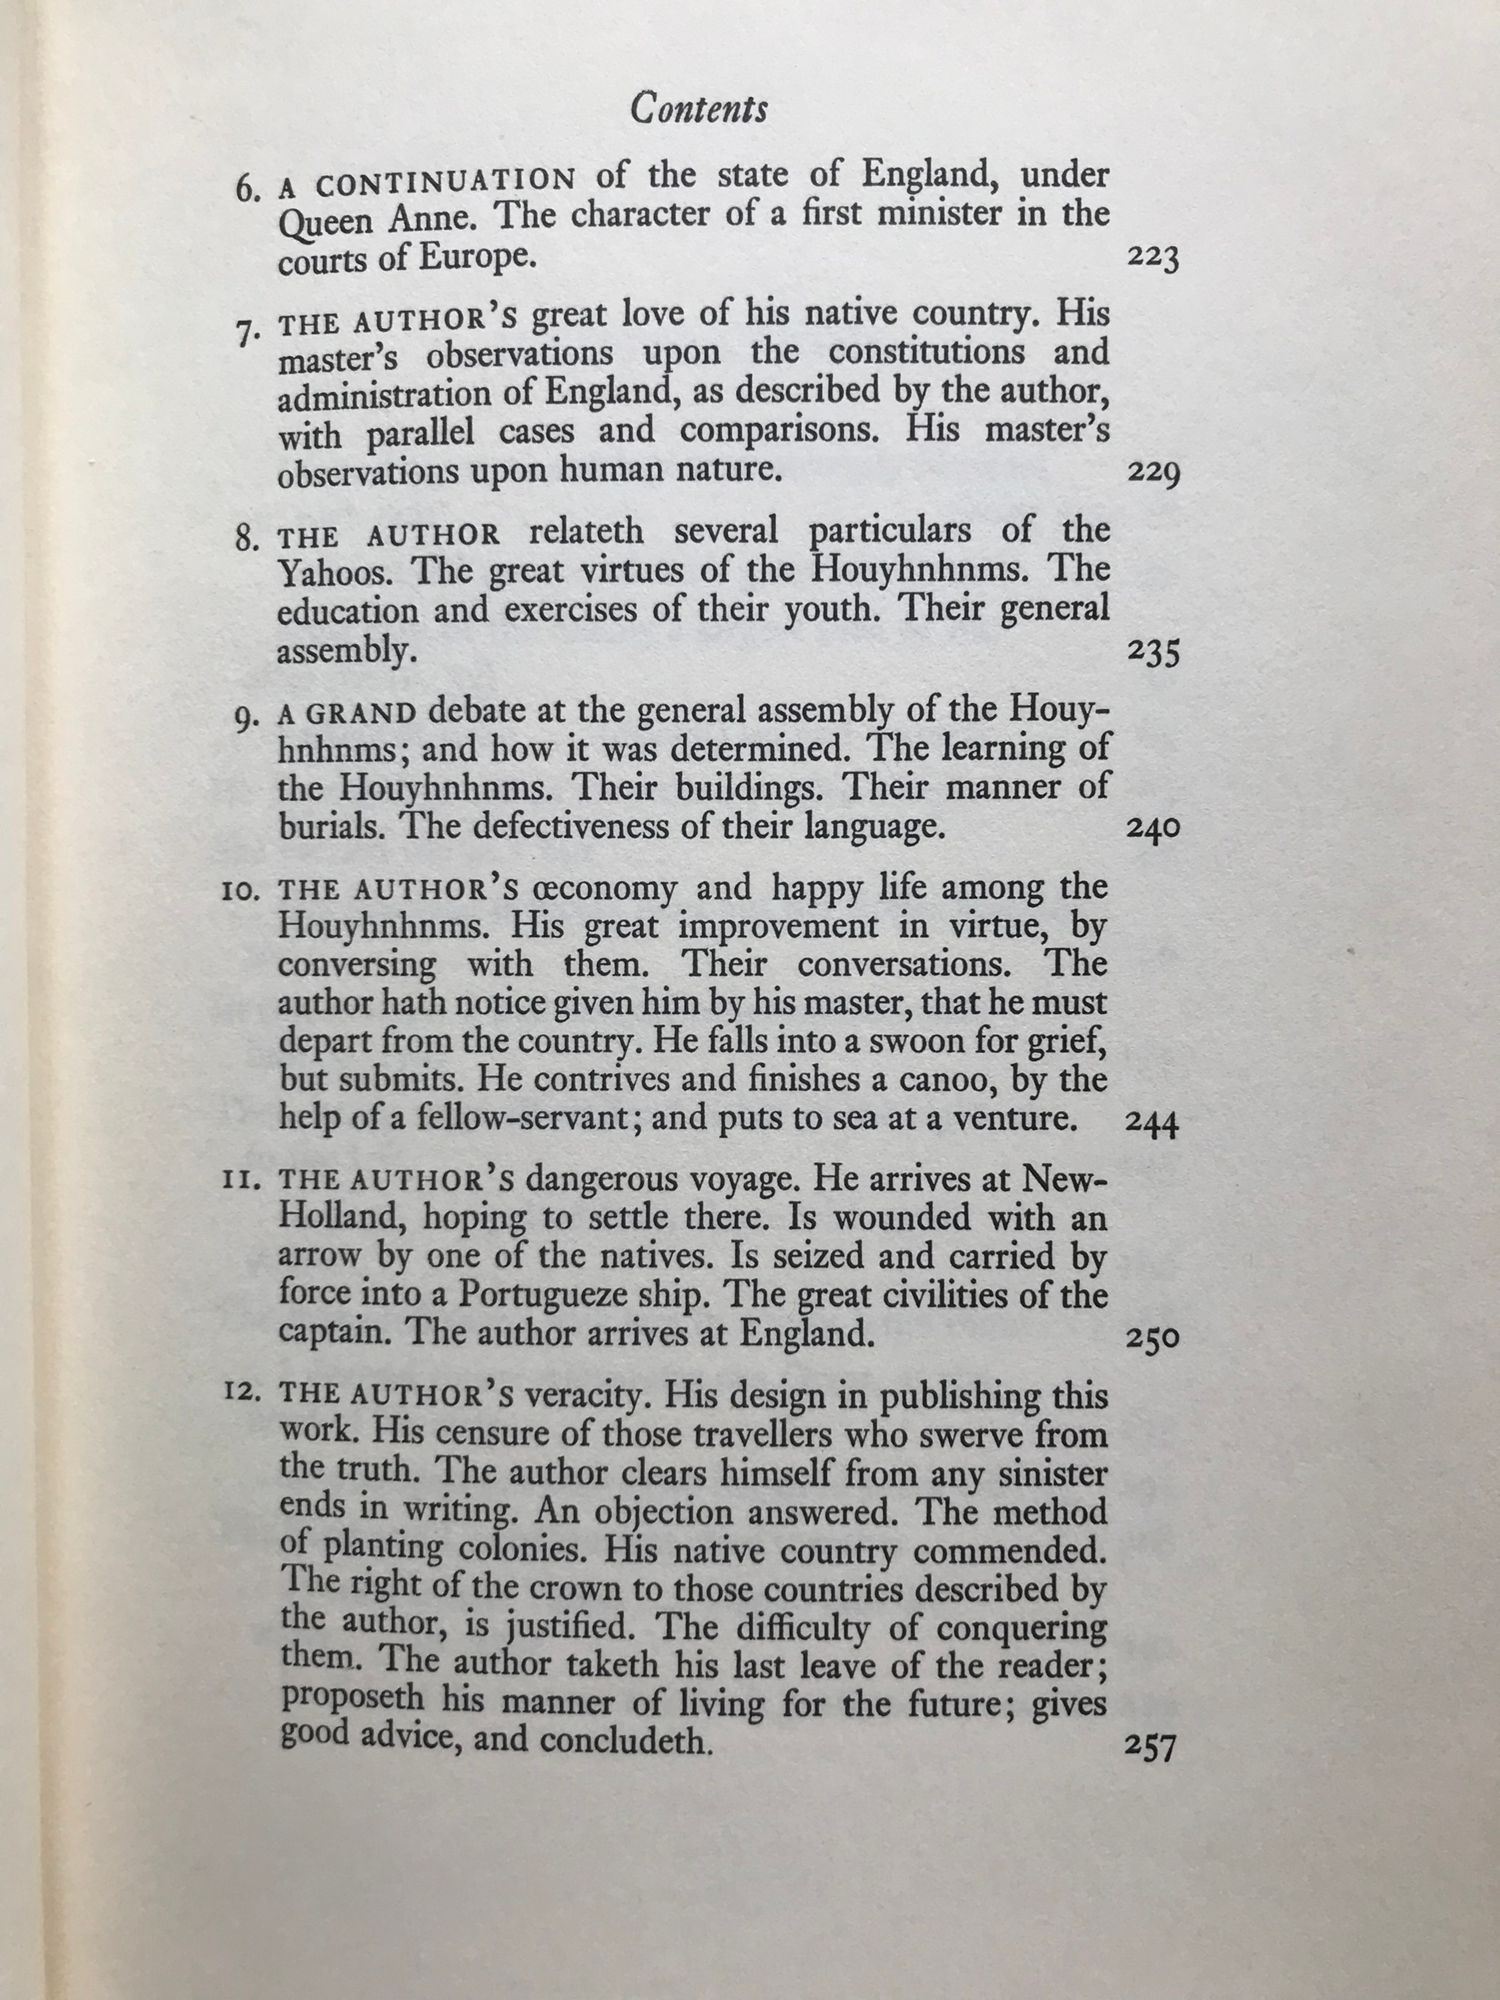 Contents
6. A CONTINUATION of the state of England, under
Queen Anne. The character of a first minister in the
courts of Europe. 223
7. THE AUTHOR'S great love of his native country. His
master's observations upon the constitutions and
administration of England, as described by the author,
with parallel cases and comparisons. His master's
observations upon human nature. 229
8. THE AUTHOR relateth several particulars of the
Yahoos. The great virtues of the Houyhnhnms. The
education and exercises of their youth. Their general
assembly. 235
9. A GRAND debate at the general assembly of the Houy-
hnhnms; and how it was determined. The learning of
the Houyhnhnms. Their buildings. Their manner of
burials. The defectiveness of their language. 240
10. THE AUTHOR'S œconomy and happy life among the
Houyhnhnms. His great improvement in virtue, by
conversing with them. Their conversations. The
author hath notice given him by his master, that he must
depart from the country. He falls into a swoon for grief,
but submits. He contrives and finishes a canoo, by the
help of a fellow-servant; and puts to sea at a venture. 244
11. THE AUTHOR'S dangerous voyage. He arrives at New-
Holland, hoping to settle there. Is wounded with an
arrow by one of the natives. Is seized and carried by
force into a Portugueze ship. The great civilities of the
captain. The author arrives at England. 250
12. THE AUTHOR'S veracity. His design in publishing this
work. His censure of those travellers who swerve from
the truth. The author clears himself from any sinister
ends in writing. An objection answered. The method
of planting colonies. His native country commended.
The right of the crown to those countries described by
the author, is justified. The difficulty of conquering
them. The author taketh his last leave of the reader;
proposeth his manner of living for the future; gives
good advice, and concludeth. 257